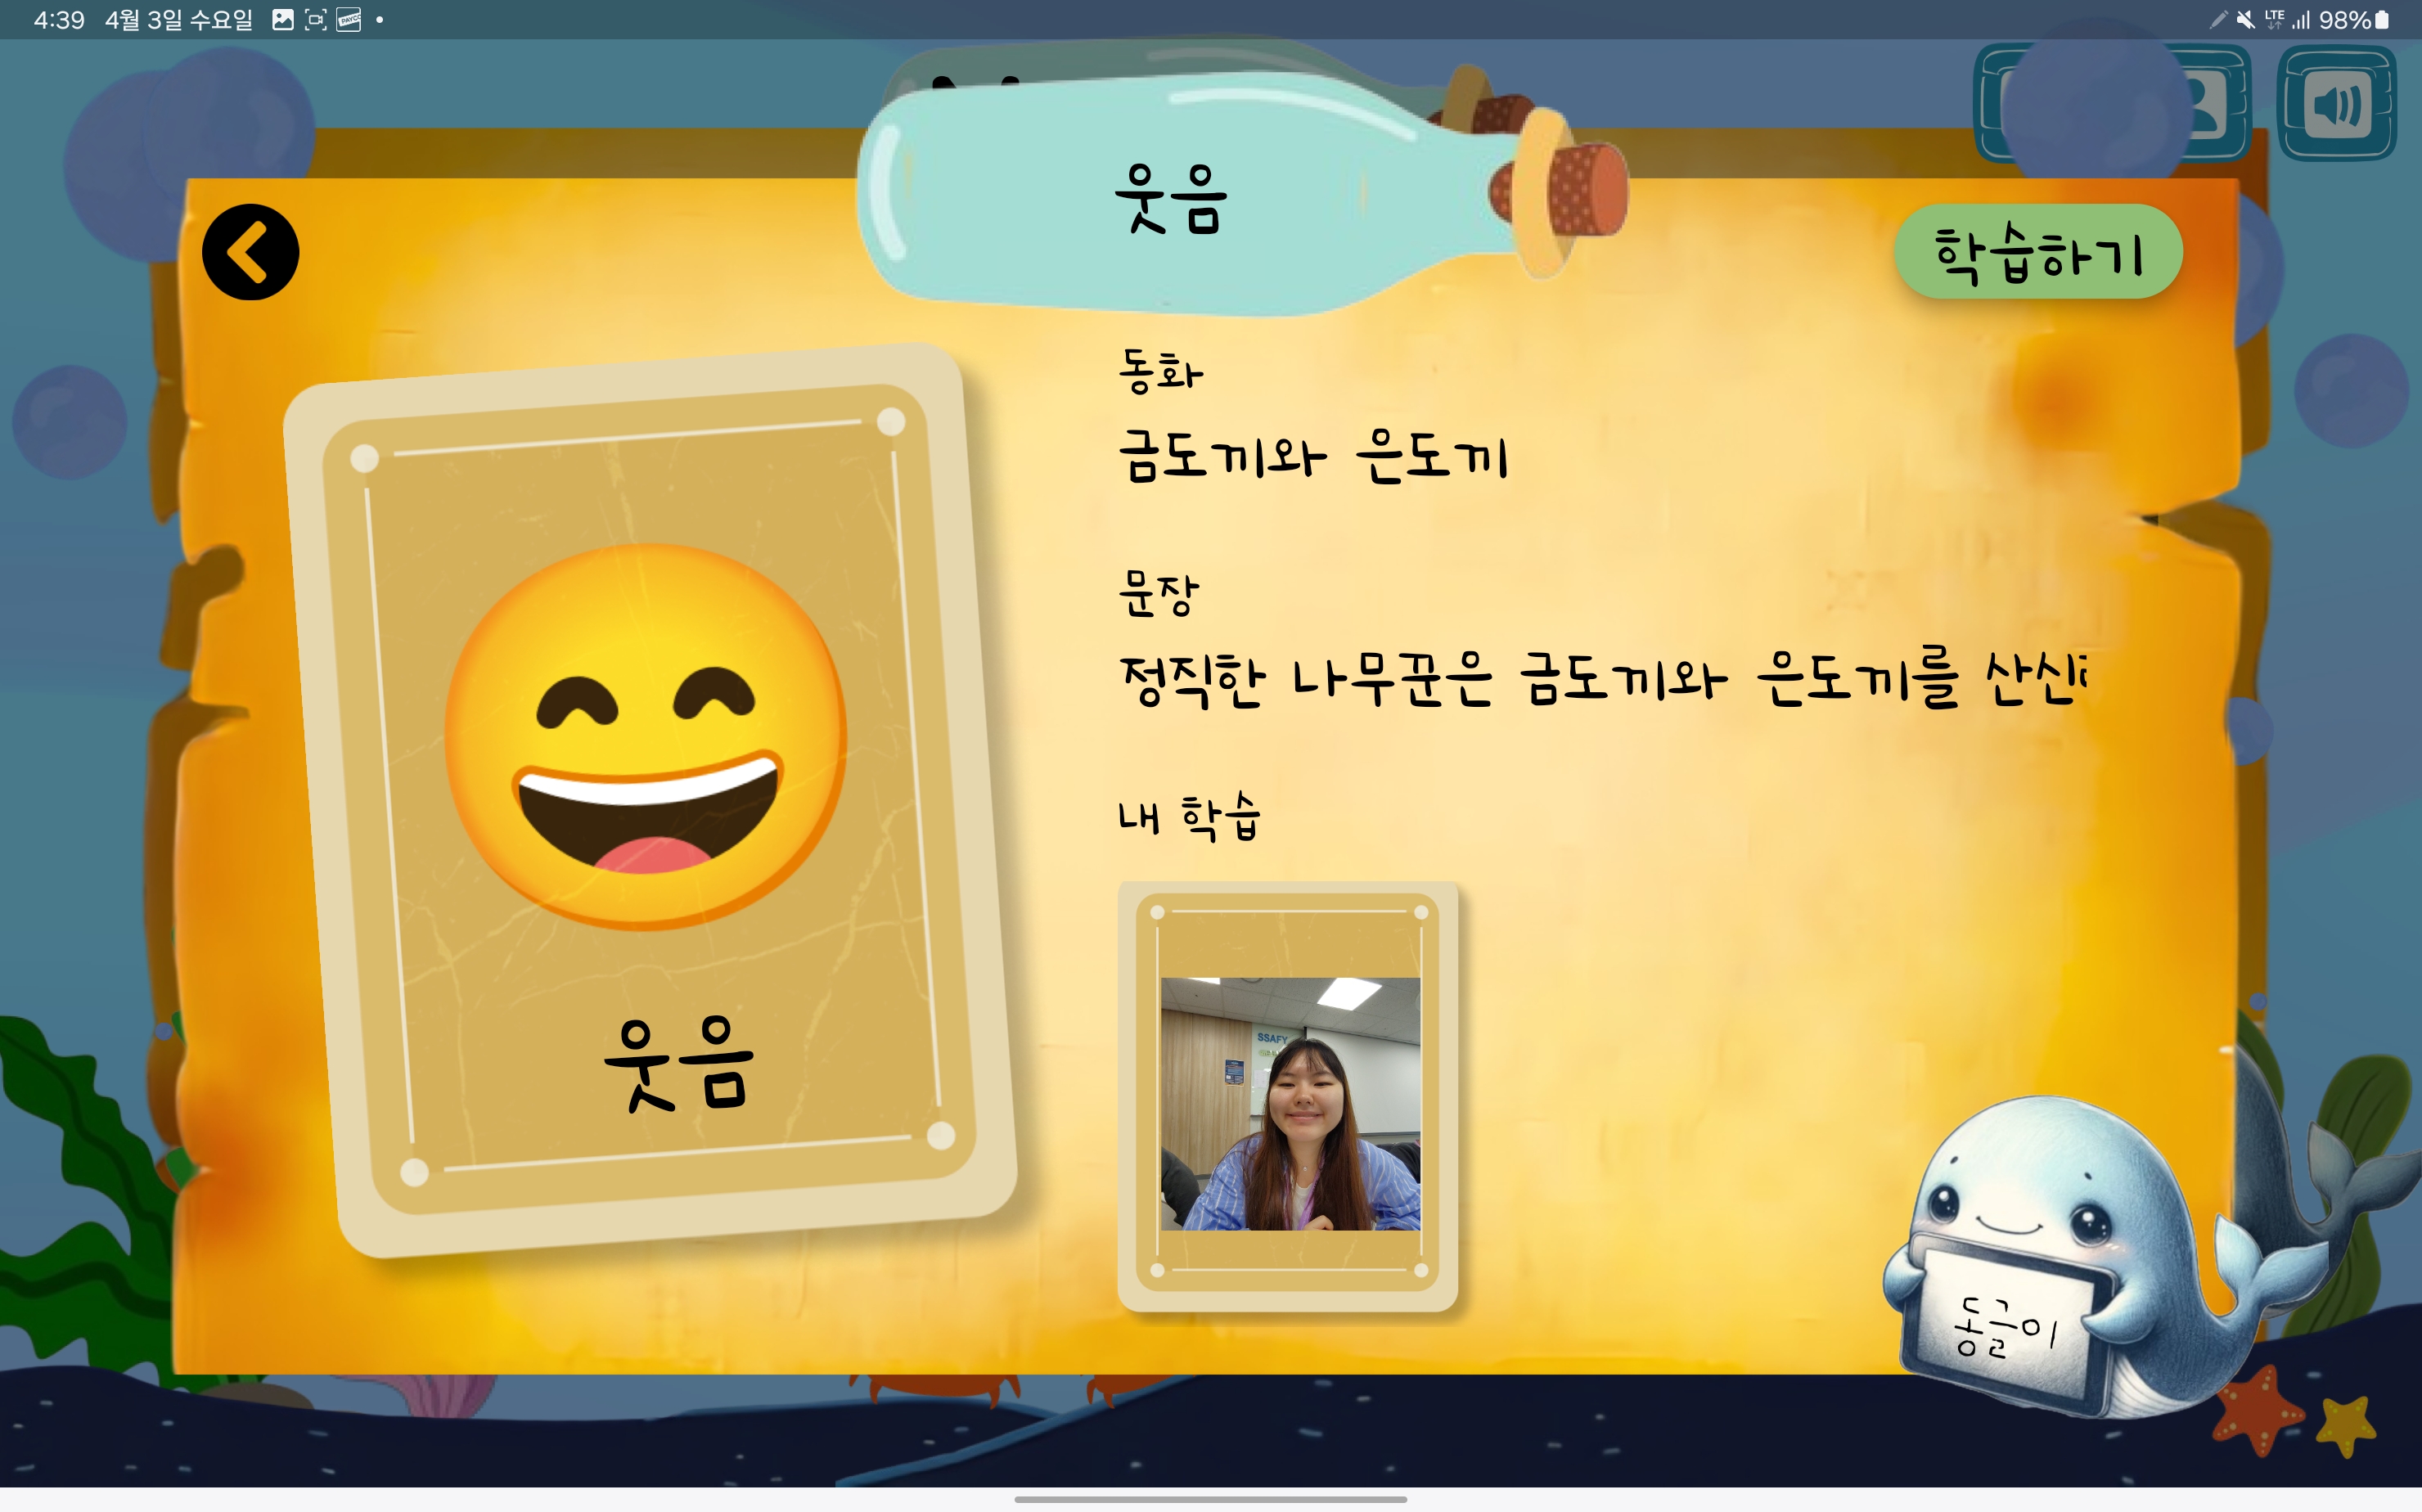 4:39 4월 3일 수요일
LTE 98%
웃음
학습하기
동화
금도끼와 은도끼
문장
정직한 나무꾼은 금도끼와 은도끼를 산신
내 학습
웃음
SSAFY
동글이